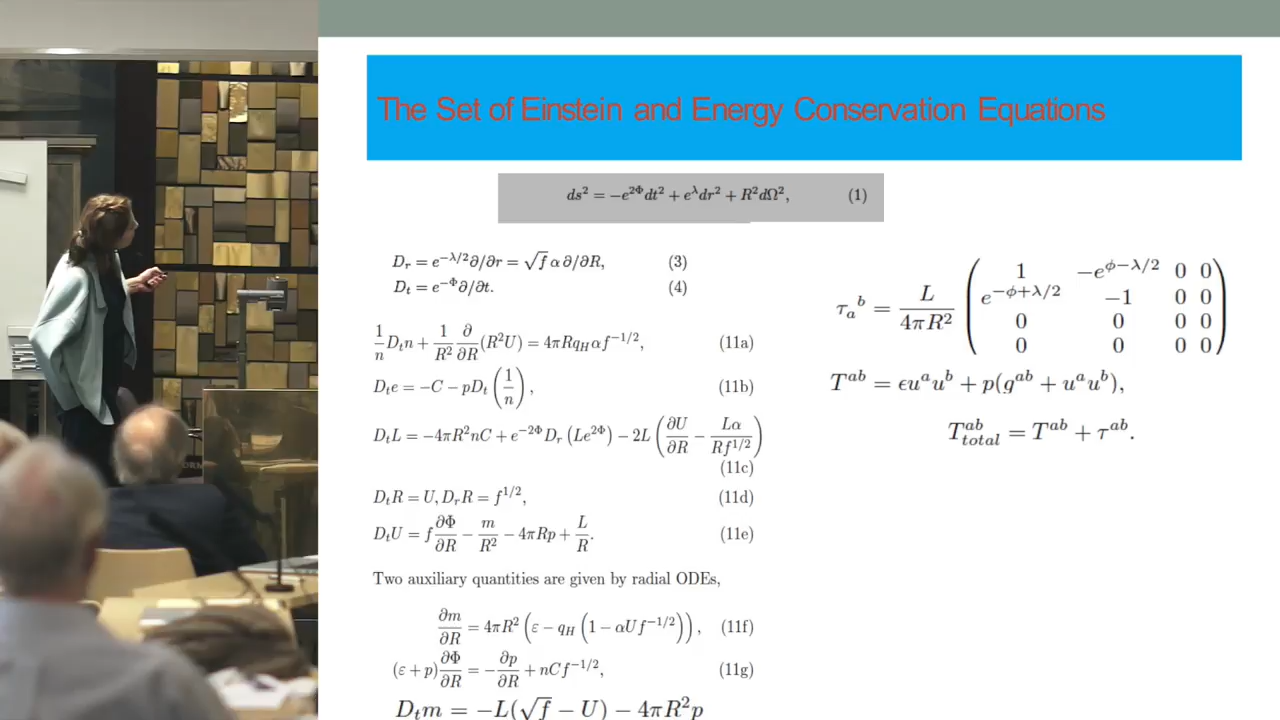 The Set of Einstein and Energy Conservation Equations
ds² = −e^{2Φ}dt² + e^λ dr² + R²dΩ², (1)
D_r = e^{−λ/2}∂/∂r = √f α∂/∂R, (3)
D_t = e^{−Φ}∂/∂t. (4)
1/n D_t n + 1/R² ∂/∂R (R²U) = 4πRq_H αf^{−1/2}, (11a)
D_t e = −C − pD_t (1/n), (11b)
D_t L = −4πR²nC + e^{−2Φ}D_r (Le^{2Φ}) − 2L (∂U/∂R − Lα/Rf^{1/2})
(11c)
D_t R = U, D_r R = f^{1/2}, (11d)
D_t U = f ∂Φ/∂R − m/R² − 4πRp + L/R. (11e)
Two auxiliary quantities are given by radial ODEs,
∂m/∂R = 4πR² (ε − q_H (1 − αUf^{−1/2})), (11f)
(ε + p) ∂Φ/∂R = − ∂p/∂R + nCf^{−1/2}, (11g)
D_t m = −L(√f − U) − 4πR²p
τ_a^b = L/4πR² ( 1 −e^{ϕ−λ/2} 0 0
e^{−ϕ+λ/2} −1 0 0
0 0 0 0
0 0 0 0 )
T^{ab} = ϵu^a u^b + p(g^{ab} + u^a u^b),
T^{ab}_{total} = T^{ab} + τ^{ab}.